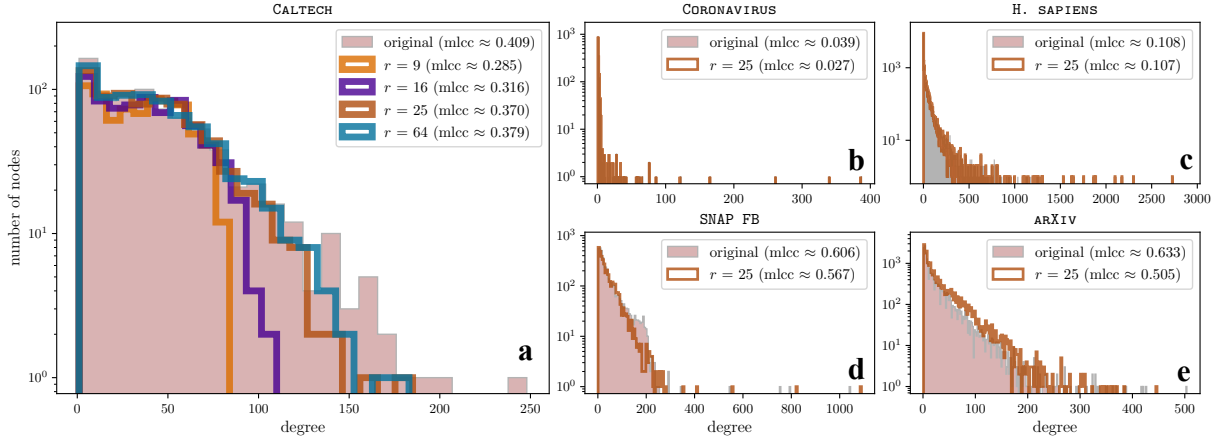 CALTECH
number of nodes
10²
10¹
10⁰
original (mlcc ≈ 0.409)
r = 9 (mlcc ≈ 0.285)
r = 16 (mlcc ≈ 0.316)
r = 25 (mlcc ≈ 0.370)
r = 64 (mlcc ≈ 0.379)
a
0 50 100 150 200 250
degree
CORONAVIRUS
10³
10²
10¹
10⁰
original (mlcc ≈ 0.039)
r = 25 (mlcc ≈ 0.027)
b
0 100 200 300 400
H. SAPIENS
10³
10¹
original (mlcc ≈ 0.108)
r = 25 (mlcc ≈ 0.107)
c
0 500 1000 1500 2000 2500 3000
SNAP FB
10³
10²
10¹
10⁰
original (mlcc ≈ 0.606)
r = 25 (mlcc ≈ 0.567)
d
0 200 400 600 800 1000
degree
ARXIV
10³
10²
10¹
10⁰
original (mlcc ≈ 0.633)
r = 25 (mlcc ≈ 0.505)
e
0 100 200 300 400 500
degree